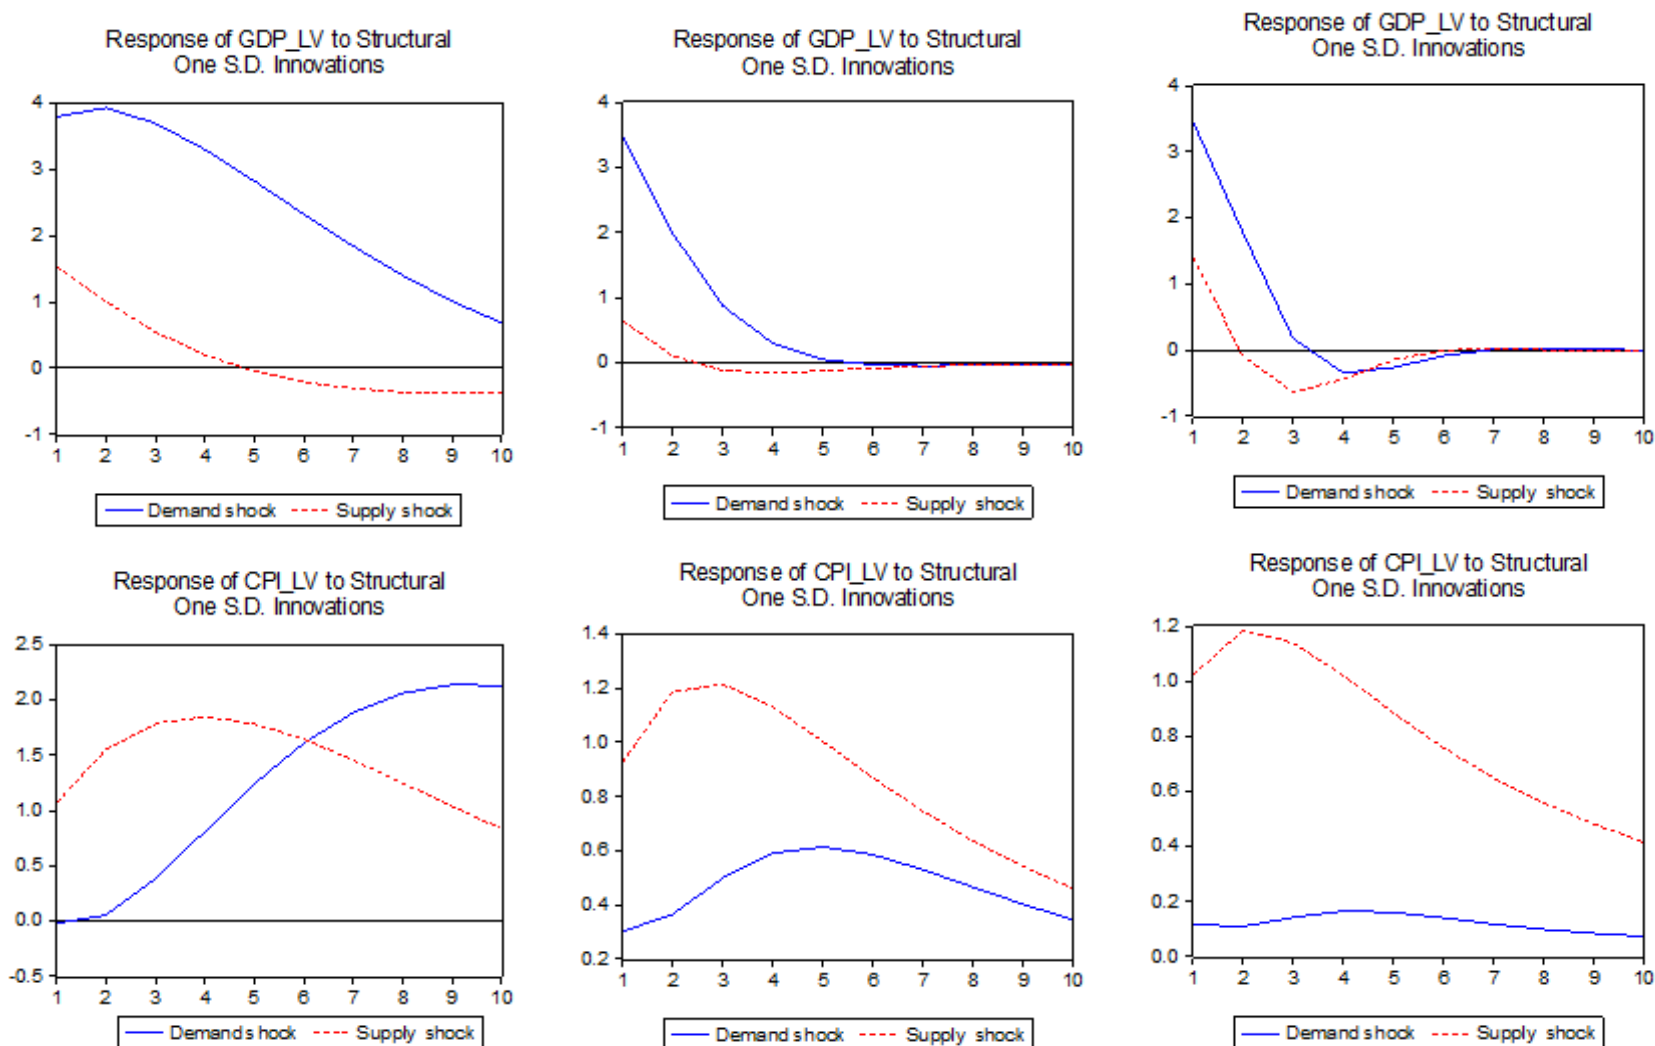 Response of GDP_LV to Structural
One S.D. Innovations
4
3
2
1
0
-1
1 2 3 4 5 6 7 8 9 10
Demand shock Supply shock
Response of GDP_LV to Structural
One S.D. Innovations
4
3
2
1
0
-1
1 2 3 4 5 6 7 8 9 10
Demand shock Supply shock
Response of GDP_LV to Structural
One S.D. Innovations
4
3
2
1
0
-1
1 2 3 4 5 6 7 8 9 10
Demand shock Supply shock
Response of CPI_LV to Structural
One S.D. Innovations
2.5
2.0
1.5
1.0
0.5
0.0
-0.5
1 2 3 4 5 6 7 8 9 10
Demand shock Supply shock
Response of CPI_LV to Structural
One S.D. Innovations
1.4
1.2
1.0
0.8
0.6
0.4
0.2
1 2 3 4 5 6 7 8 9 10
Demand shock Supply shock
Response of CPI_LV to Structural
One S.D. Innovations
1.2
1.0
0.8
0.6
0.4
0.2
0.0
1 2 3 4 5 6 7 8 9 10
Demand shock Supply shock